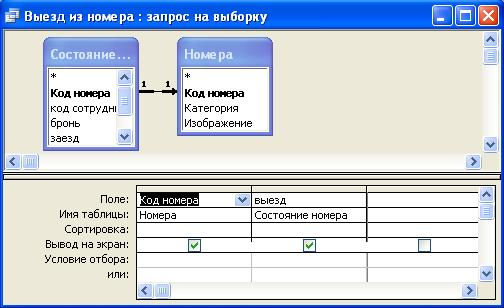 Выезд из номера : запрос на выборку
Состояние... Номера
* *
Код номера 1 1 Код номера
код сотрудн Категория
бронь Изображение
заезд
Поле: Код номера выезд
Имя таблицы: Номера Состояние номера
Сортировка:
Вывод на экран:
Условие отбора:
или: